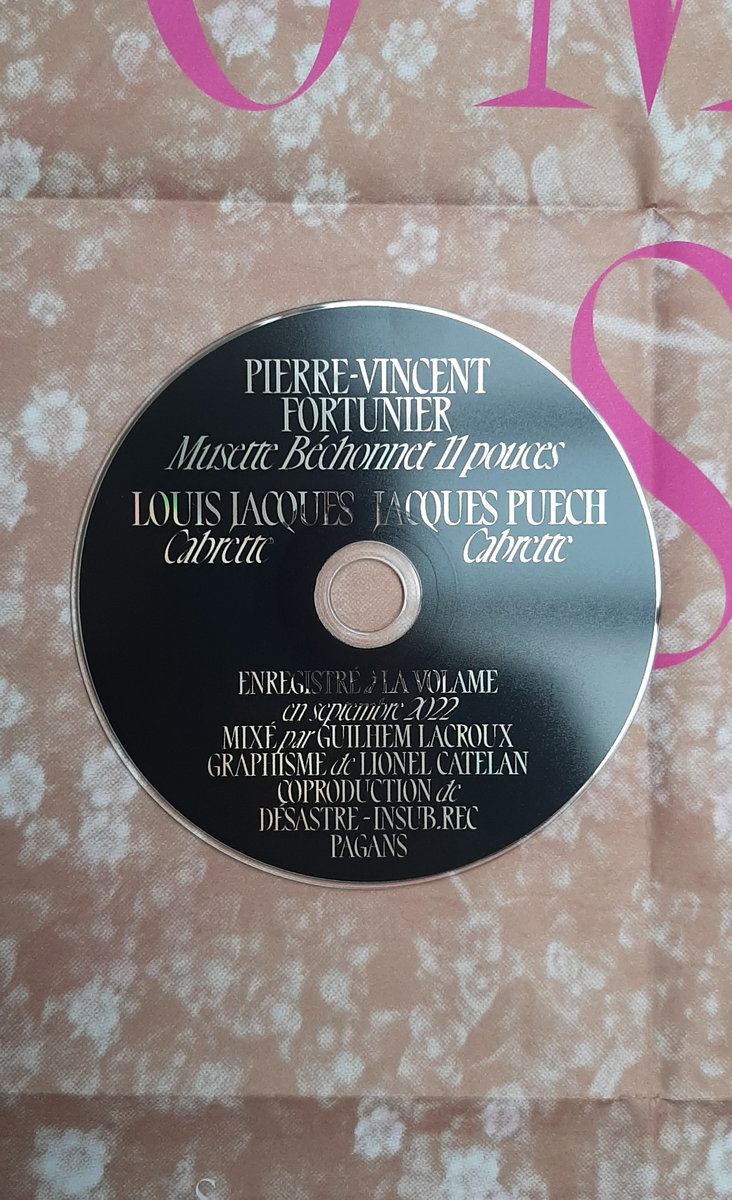 OM
S
PIERRE-VINCENT
FORTUNIER
Musette Béchonnet 11 pouces
LOUIS JACQUES JACQUES PUECH
Cabrette Cabrette
ENREGISTRÉ à LA VOLAME
en septembre 2022
MIXÉ par GUILHEM LACROUX
GRAPHISME de LIONEL CATELAN
COPRODUCTION de
DÉSASTRE - INSUB.REC
PAGANS
S